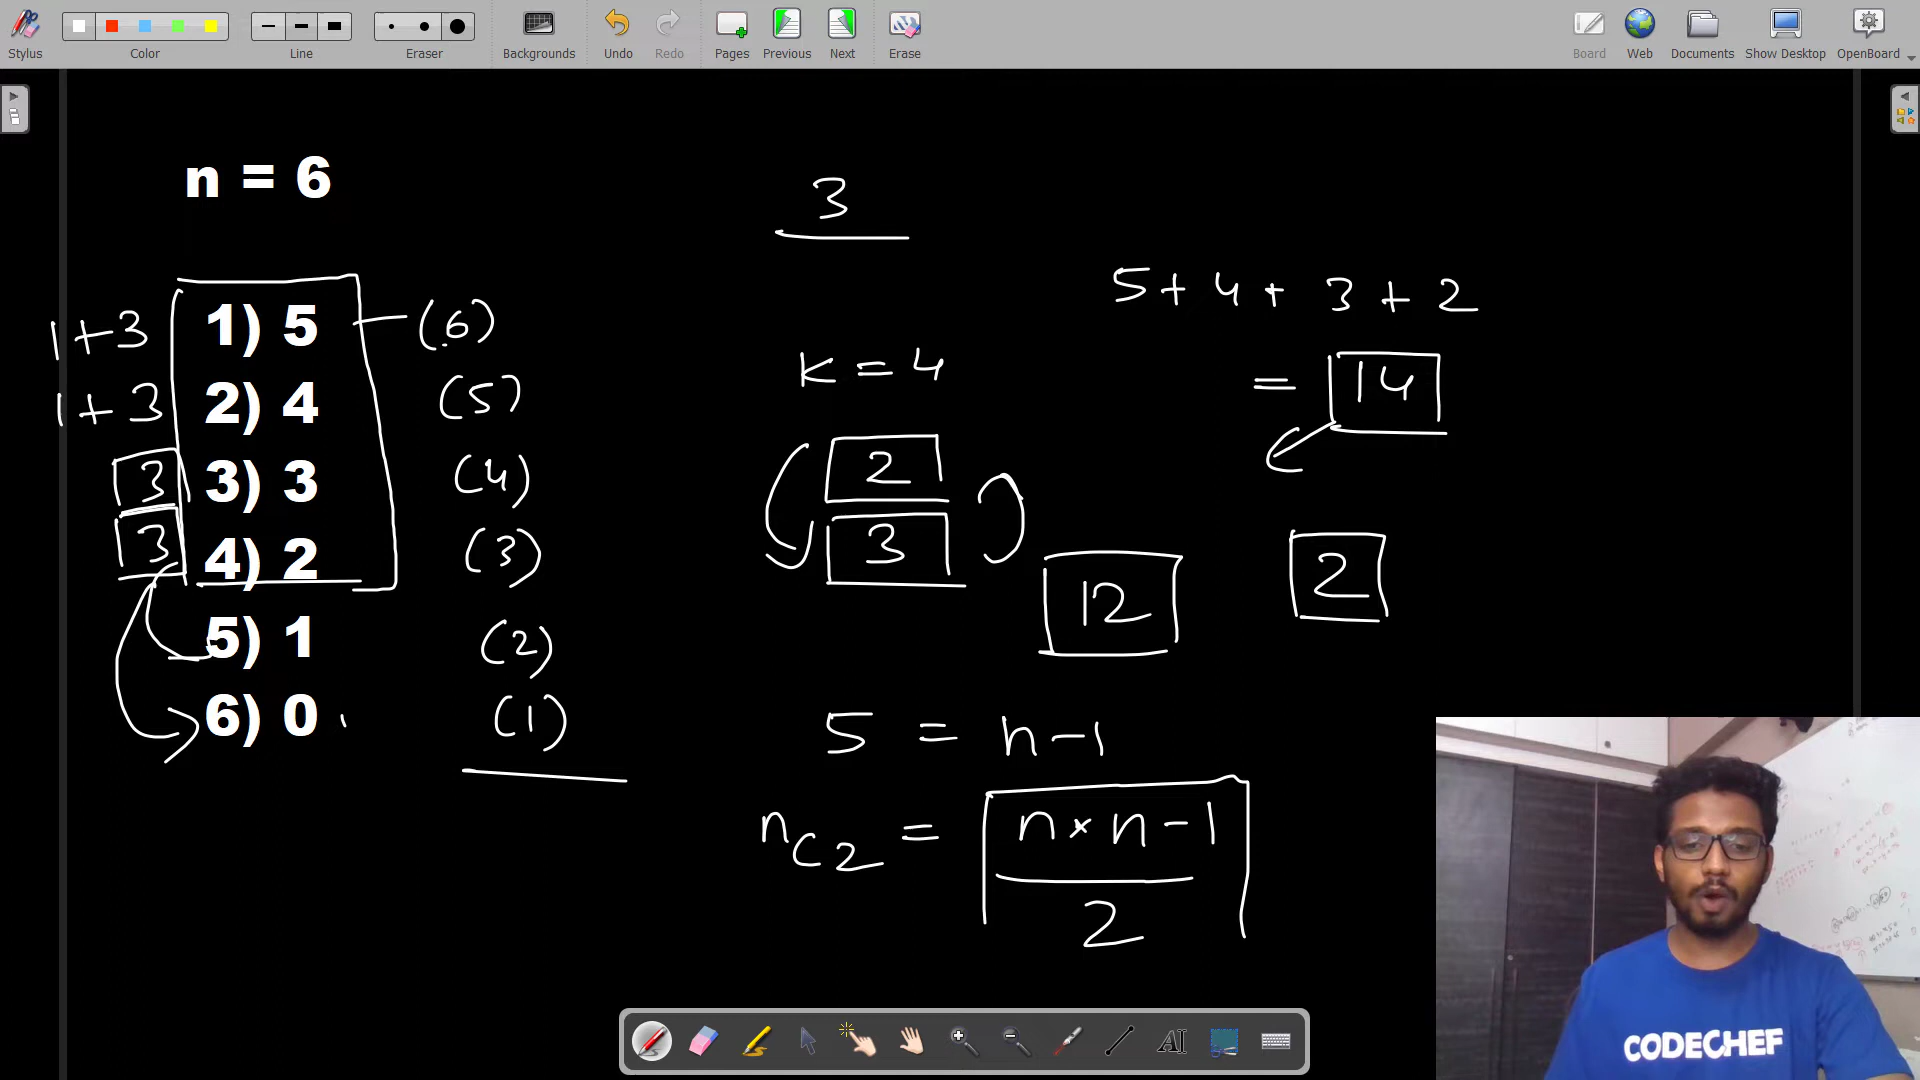 Stylus
Color
Line
Eraser
Backgrounds
Undo
Redo
Pages
Previous
Next
Erase
Board
Web
Documents
Show Desktop
OpenBoard
n = 6
3
5 + 4 + 3 + 2
= 14
1+3 1) 5 (6)
1+3 2) 4 (5)
3 3) 3 (4)
3 4) 2 (3)
5) 1 (2)
6) 0 (1)
K = 4
2
3
12
2
5 = n-1
nC2 = n × n-1
2
AI
CODECHEF